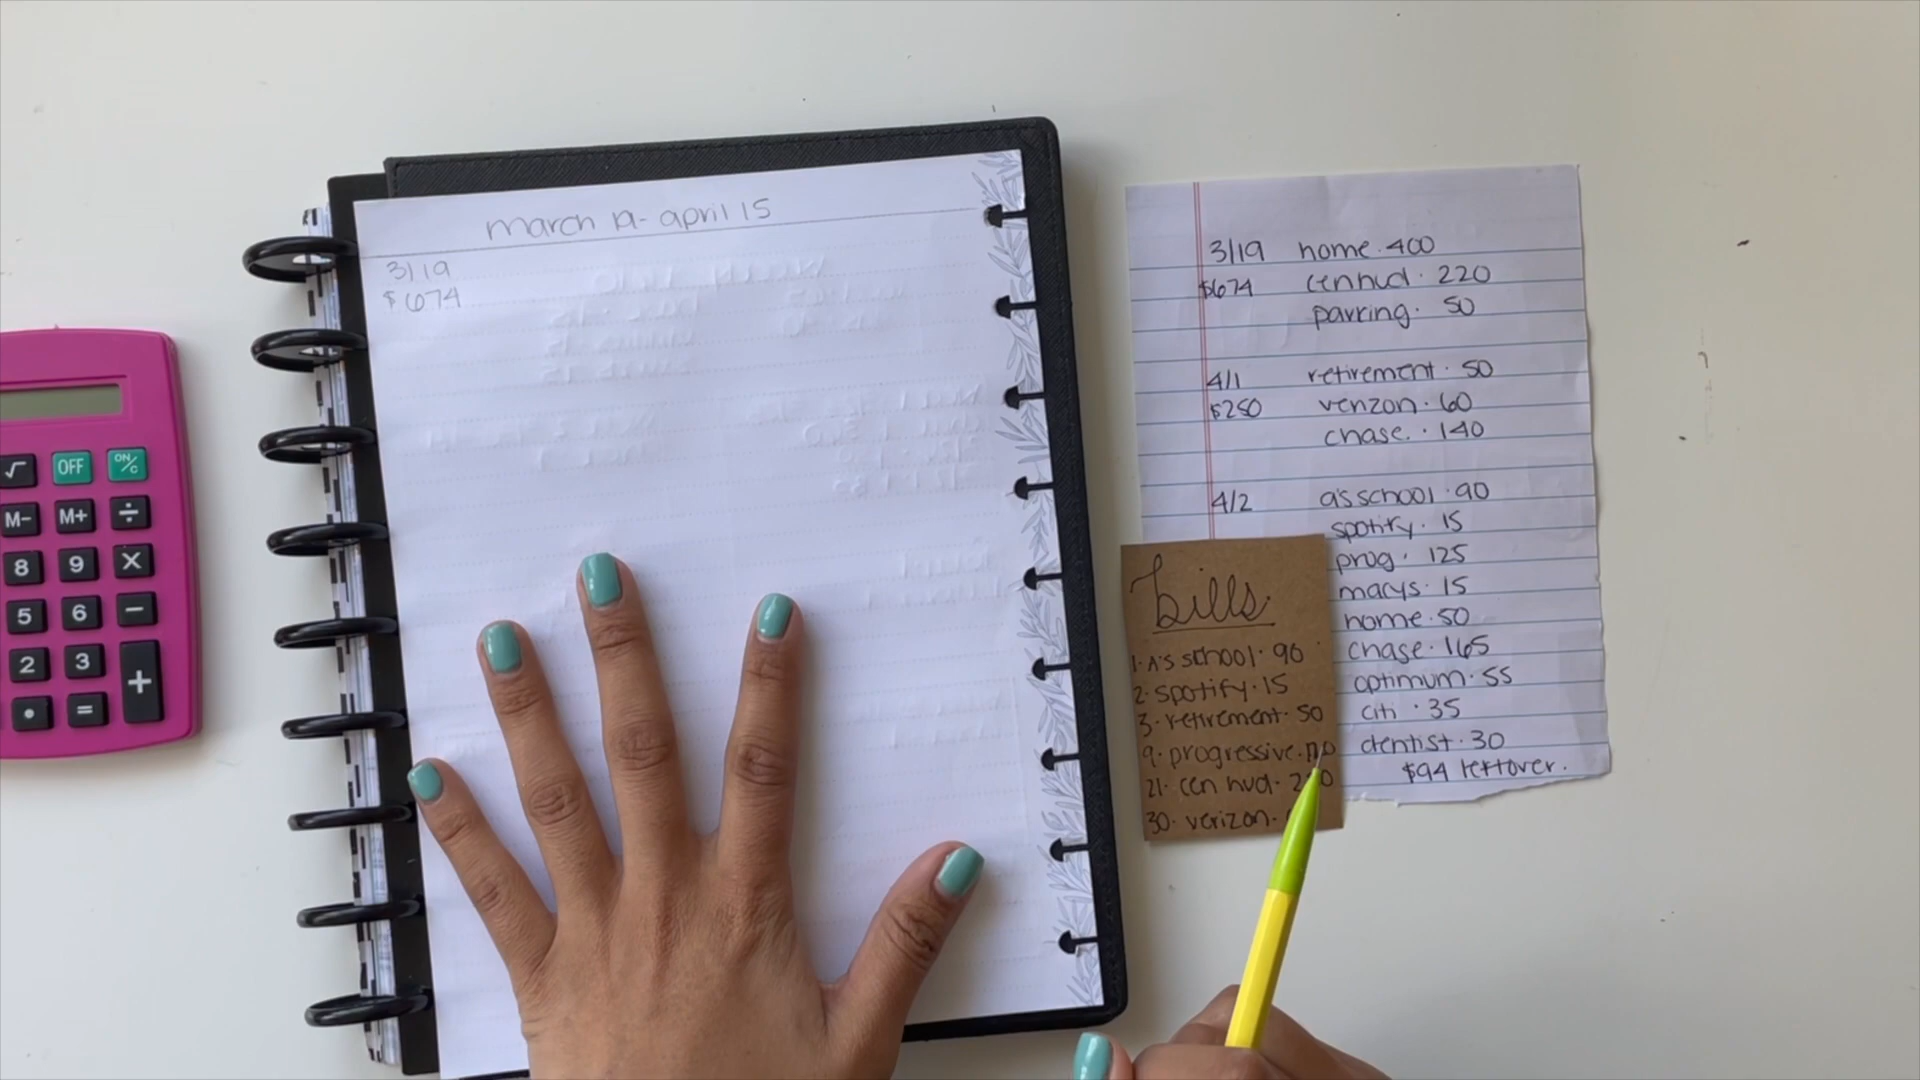 march 19 - april 15
3/19
$674
3/19 home · 400
$674 cenhud · 220
parking · 50
4/1 retirement · 50
$250 verizon · 60
chase · 140
4/2 a's school · 90
spotify · 15
prog · 125
macys · 15
home · 50
chase · 165
optimum · 55
citi · 35
dentist · 30
$94 leftover.
bills.
1 · A's school · 90
2 · spotify · 15
3 · retirement · 50
9 · progressive ·
21 · cen hud ·
30 · verizon ·
√ OFF ON/C
M- M+ ÷
8 9 X
5 6 −
2 3 +
• =